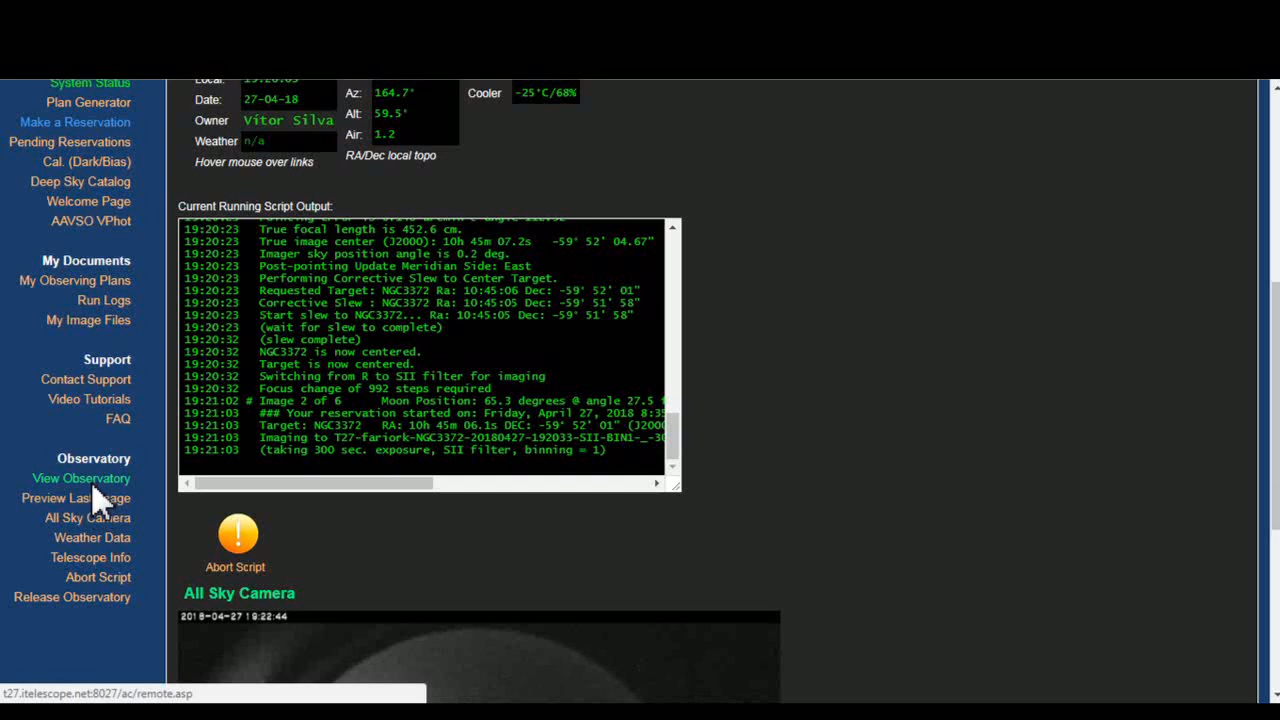 System Status
Plan Generator
Make a Reservation
Pending Reservations
Cal. (Dark/Bias)
Deep Sky Catalog
Welcome Page
AAVSO VPhot
My Documents
My Observing Plans
Run Logs
My Image Files
Support
Contact Support
Video Tutorials
FAQ
Observatory
View Observatory
Preview Last Image
All Sky Camera
Weather Data
Telescope Info
Abort Script
Release Observatory
Local:
Date: 27-04-18
Owner Vítor Silva
Weather n/a
Hover mouse over links
Az: 164.7°
Alt: 59.5°
Air: 1.2
RA/Dec local topo
Cooler -25°C/68%
Current Running Script Output:
19:20:23 True focal length is 452.6 cm.
19:20:23 True image center (J2000): 10h 45m 07.2s -59° 52' 04.67"
19:20:23 Imager sky position angle is 0.2 deg.
19:20:23 Post-pointing Update Meridian Side: East
19:20:23 Performing Corrective Slew to Center Target.
19:20:23 Requested Target: NGC3372 Ra: 10:45:06 Dec: -59° 52' 01"
19:20:23 Corrective Slew : NGC3372 Ra: 10:45:05 Dec: -59° 51' 58"
19:20:23 Start slew to NGC3372... Ra: 10:45:05 Dec: -59° 51' 58"
19:20:23 (wait for slew to complete)
19:20:32 (slew complete)
19:20:32 NGC3372 is now centered.
19:20:32 Target is now centered.
19:20:32 Switching from R to SII filter for imaging
19:20:32 Focus change of 992 steps required
19:21:02 # Image 2 of 6 Moon Position: 65.3 degrees @ angle 27.5
19:21:03 ### Your reservation started on: Friday, April 27, 2018 8:35
19:21:03 Target: NGC3372 RA: 10h 45m 06.1s DEC: -59° 52' 01" (J2000
19:21:03 Imaging to T27-fariork-NGC3372-20180427-192033-SII-BIN1-_-30
19:21:03 (taking 300 sec. exposure, SII filter, binning = 1)
Abort Script
All Sky Camera
2018-04-27 19:22:44
t27.itelescope.net:8027/ac/remote.asp